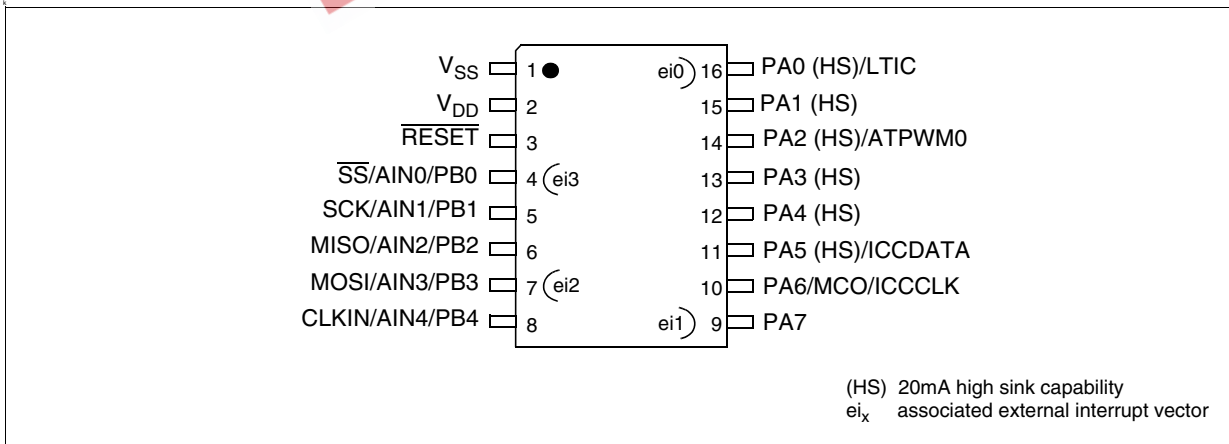 V_SS 1 ei0 16 PA0 (HS)/LTIC
V_DD 2 15 PA1 (HS)
RESET 3 14 PA2 (HS)/ATPWM0
SS/AIN0/PB0 4 ei3 13 PA3 (HS)
SCK/AIN1/PB1 5 12 PA4 (HS)
MISO/AIN2/PB2 6 11 PA5 (HS)/ICCDATA
MOSI/AIN3/PB3 7 ei2 10 PA6/MCO/ICCCLK
CLKIN/AIN4/PB4 8 ei1 9 PA7
(HS) 20mA high sink capability
ei_x associated external interrupt vector